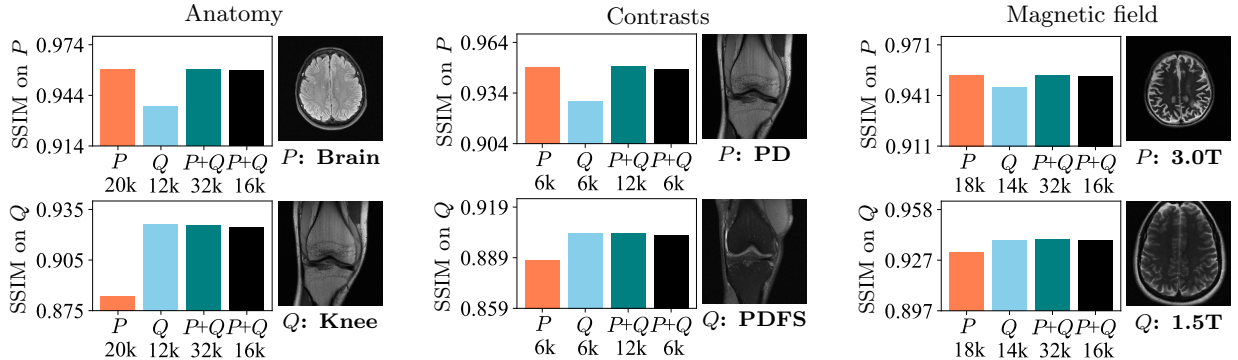 Anatomy
SSIM on P
0.974
0.944
0.914
P Q P+Q P+Q
20k 12k 32k 16k
P: Brain
SSIM on Q
0.935
0.905
0.875
P Q P+Q P+Q
20k 12k 32k 16k
Q: Knee
Contrasts
SSIM on P
0.964
0.934
0.904
P Q P+Q P+Q
6k 6k 12k 6k
P: PD
SSIM on Q
0.919
0.889
0.859
P Q P+Q P+Q
6k 6k 12k 6k
Q: PDFS
Magnetic field
SSIM on P
0.971
0.941
0.911
P Q P+Q P+Q
18k 14k 32k 16k
P: 3.0T
SSIM on Q
0.958
0.927
0.897
P Q P+Q P+Q
18k 14k 32k 16k
Q: 1.5T